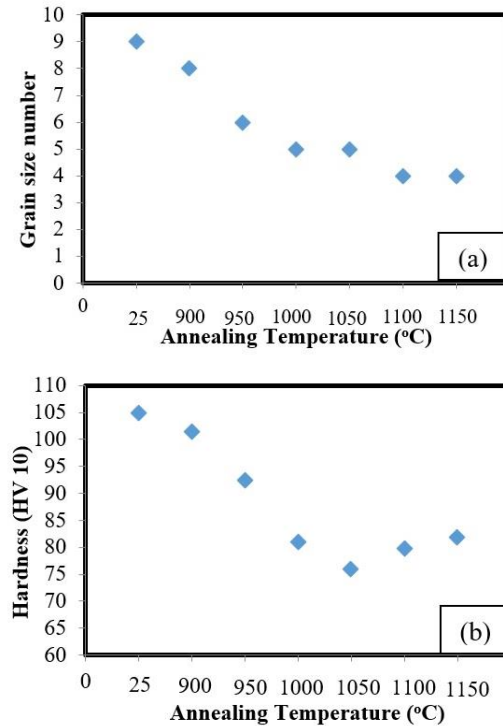 10
9
8
7
6
5
4
3
2
1
0
Grain size number
(a)
0 25 900 950 1000 1050 1100 1150
Annealing Temperature (ºC)
110
105
100
95
90
85
80
75
70
65
60
Hardness (HV 10)
(b)
0 25 900 950 1000 1050 1100 1150
Annealing Temperature (ºC)